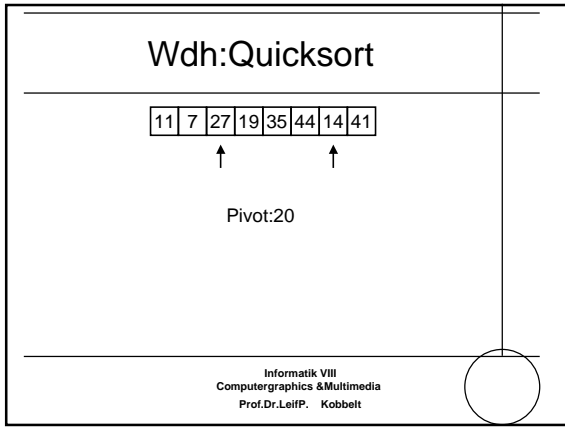 Wdh:Quicksort
11 7 27 19 35 44 14 41
Pivot:20
Informatik VIII
Computergraphics &Multimedia
Prof.Dr.LeifP. Kobbelt